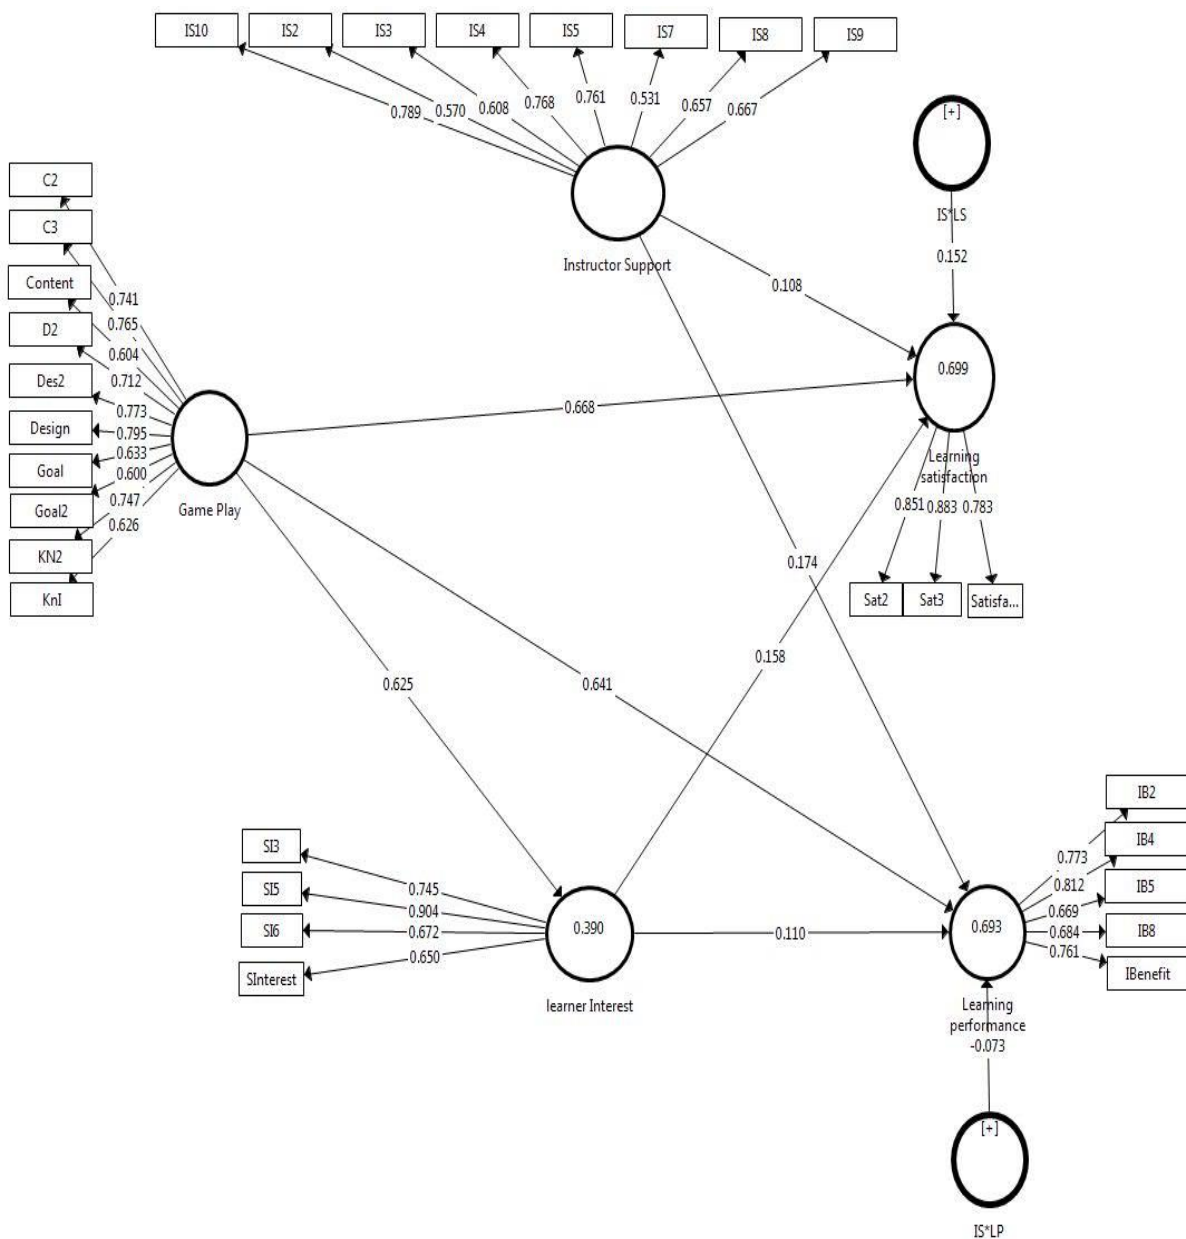 IS10
IS2
IS3
IS4
IS5
IS7
IS8
IS9
0.789
0.570
0.608
0.768
0.761
0.531
0.657
0.667
[+]
IS*LS
0.152
Instructor Support
0.108
C2
C3
Content
D2
Des2
Design
Goal
Goal2
KN2
KnI
0.741
0.765
0.604
0.712
0.773
0.795
0.633
0.600
0.747
0.626
Game Play
0.668
0.699
Learning
satisfaction
0.851
0.883
0.783
Sat2
Sat3
Satisfa...
0.174
0.158
0.625
0.641
SI3
SI5
SI6
SInterest
0.745
0.904
0.672
0.650
0.390
learner Interest
0.110
0.693
Learning
performance
-0.073
IB2
IB4
IB5
IB8
IBenefit
0.773
0.812
0.669
0.684
0.761
[+]
IS*LP